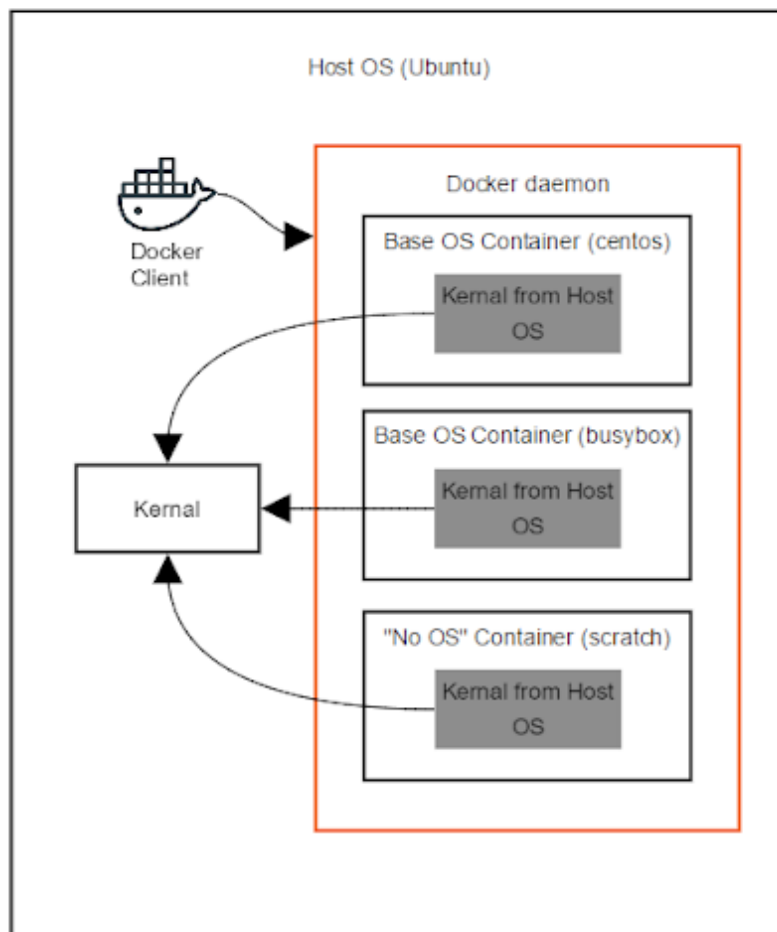 Host OS (Ubuntu)
Docker daemon
Docker
Client
Base OS Container (centos)
Kernal from Host
OS
Base OS Container (busybox)
Kernal from Host
OS
Kernal
"No OS" Container (scratch)
Kernal from Host
OS